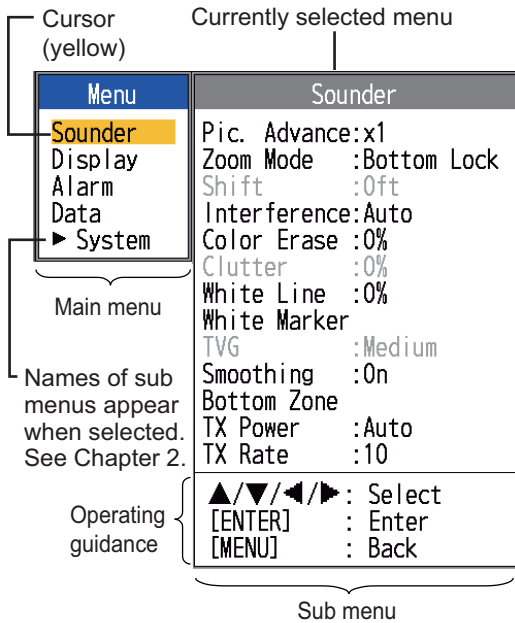 Cursor
(yellow)
Currently selected menu
Menu
Sounder
Display
Alarm
Data
▶ System
Main menu
Names of sub
menus appear
when selected.
See Chapter 2.
Operating
guidance
Sounder
Pic. Advance:x1
Zoom Mode :Bottom Lock
Shift :0ft
Interference:Auto
Color Erase :0%
Clutter :0%
White Line :0%
White Marker
TVG :Medium
Smoothing :On
Bottom Zone
TX Power :Auto
TX Rate :10
▲/▼/◀/▶: Select
[ENTER] : Enter
[MENU] : Back
Sub menu